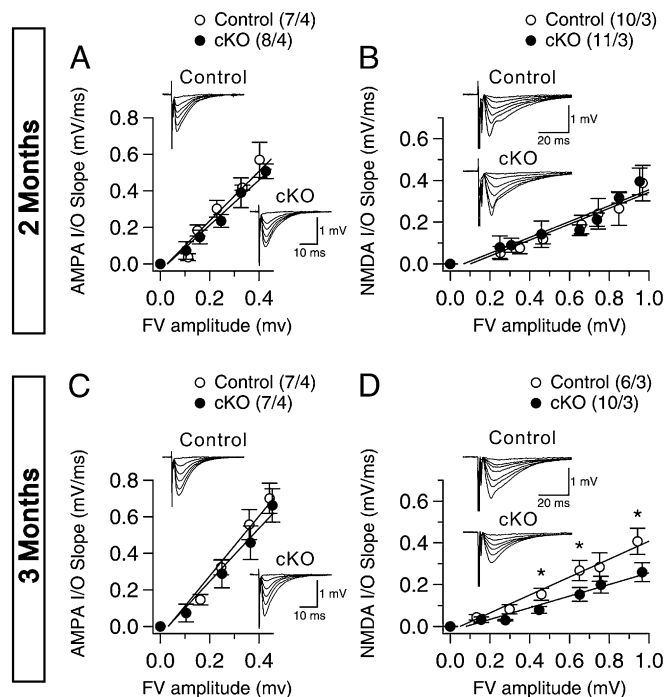 2 Months
A
Control (7/4)
cKO (8/4)
Control
AMPA I/O Slope (mV/ms)
0.8
0.6
0.4
0.2
0.0
cKO
1 mV
10 ms
0.0 0.2 0.4
FV amplitude (mv)
B
Control (10/3)
cKO (11/3)
Control
1 mV
20 ms
cKO
NMDA I/O Slope (mV/ms)
0.6
0.4
0.2
0.0
0.0 0.2 0.4 0.6 0.8 1.0
FV amplitude (mV)
3 Months
C
Control (7/4)
cKO (7/4)
Control
AMPA I/O Slope (mV/ms)
0.8
0.6
0.4
0.2
0.0
cKO
1 mV
10 ms
0.0 0.2 0.4
FV amplitude (mV)
D
Control (6/3)
cKO (10/3)
Control
1 mV
20 ms
cKO
NMDA I/O Slope (mV/ms)
0.6
0.4
0.2
0.0
* * *
0.0 0.2 0.4 0.6 0.8 1.0
FV amplitude (mV)